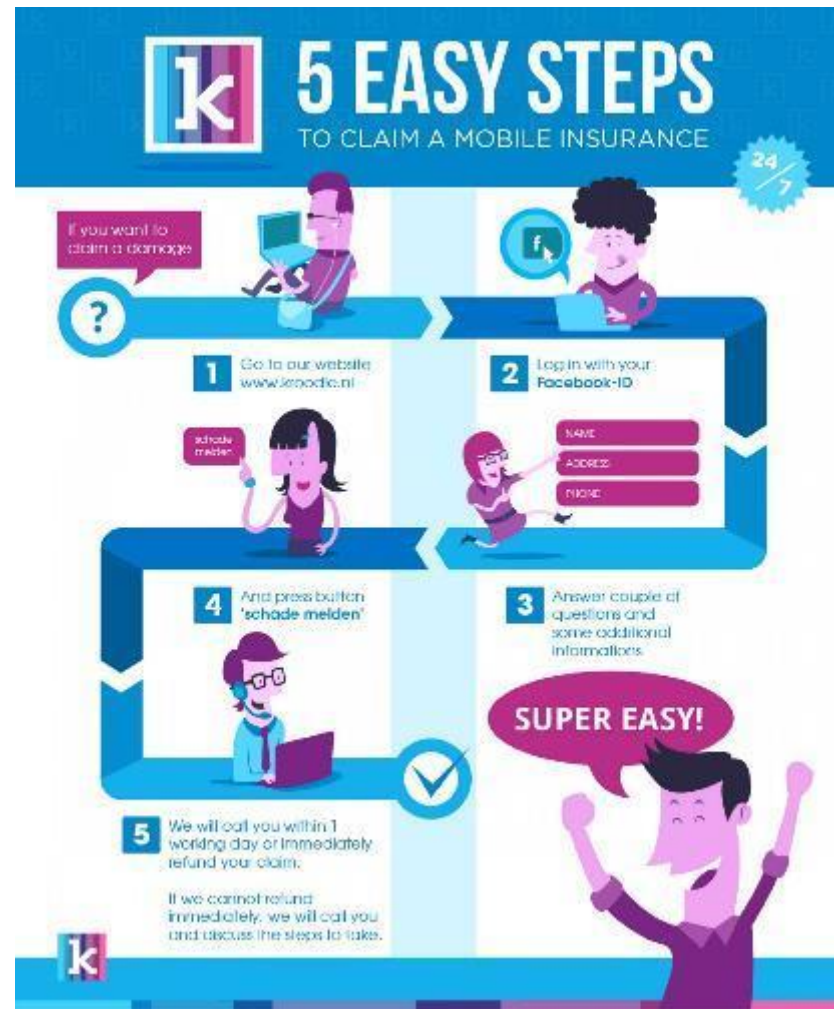 k
5 EASY STEPS
TO CLAIM A MOBILE INSURANCE
24/7
If you want to
claim a damage
?
f
1
Go to our website
www.kroodle.nl
2
Log in with your
Facebook-ID
schade
melden
NAME
ADDRESS
PHONE
4
And press button
'schade melden'
3
Answer couple of
questions and
some additional
informations
SUPER EASY!
5
We will call you within 1
working day or immediately
refund your claim.
If we cannot refund
immediately, we will call you
and discuss the steps to take.
k